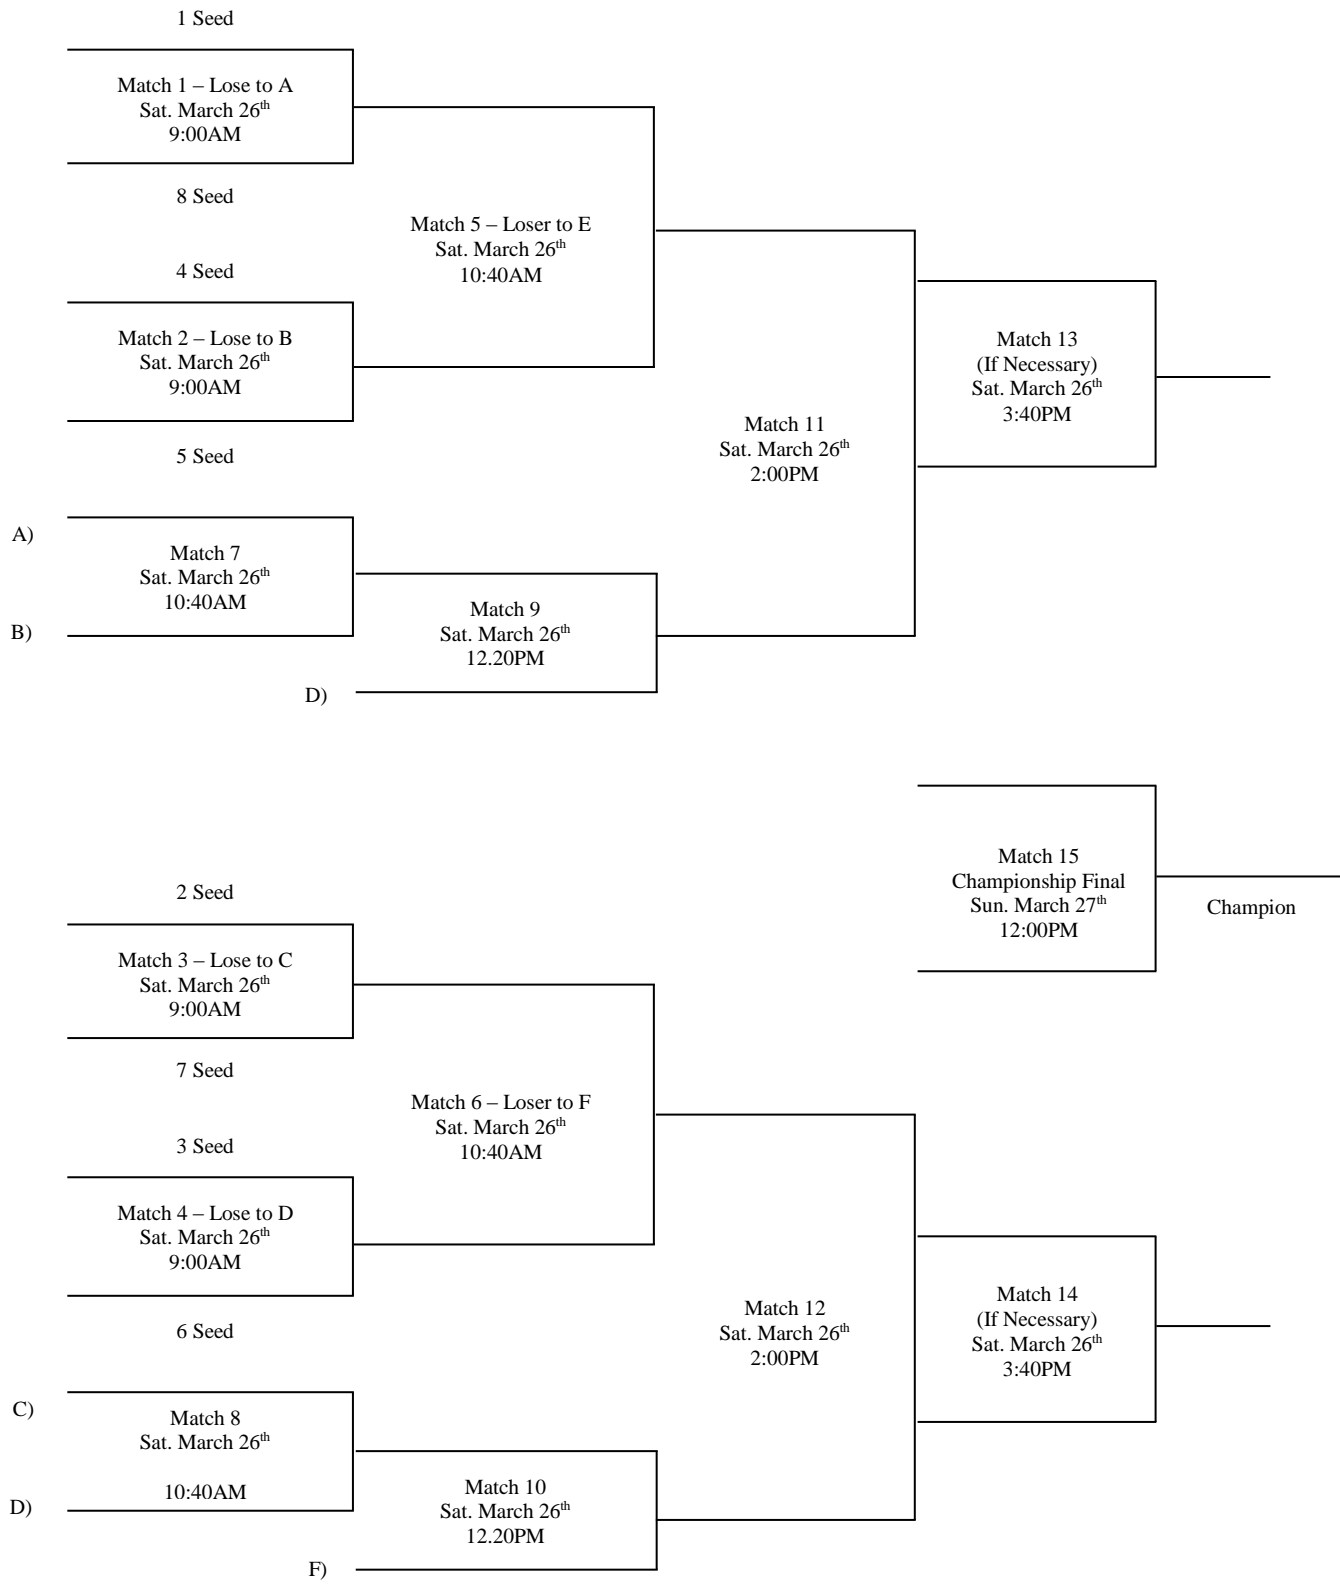 1 Seed
Match 1 – Lose to A
Sat. March 26th
9:00AM
8 Seed
4 Seed
Match 2 – Lose to B
Sat. March 26th
9:00AM
5 Seed
Match 5 – Loser to E
Sat. March 26th
10:40AM
A)
Match 7
Sat. March 26th
10:40AM
B)
Match 9
Sat. March 26th
12.20PM
D)
Match 11
Sat. March 26th
2:00PM
Match 13
(If Necessary)
Sat. March 26th
3:40PM
Match 15
Championship Final
Sun. March 27th
12:00PM
Champion
2 Seed
Match 3 – Lose to C
Sat. March 26th
9:00AM
7 Seed
3 Seed
Match 4 – Lose to D
Sat. March 26th
9:00AM
6 Seed
Match 6 – Loser to F
Sat. March 26th
10:40AM
C)
Match 8
Sat. March 26th
10:40AM
D)
Match 10
Sat. March 26th
12.20PM
F)
Match 12
Sat. March 26th
2:00PM
Match 14
(If Necessary)
Sat. March 26th
3:40PM